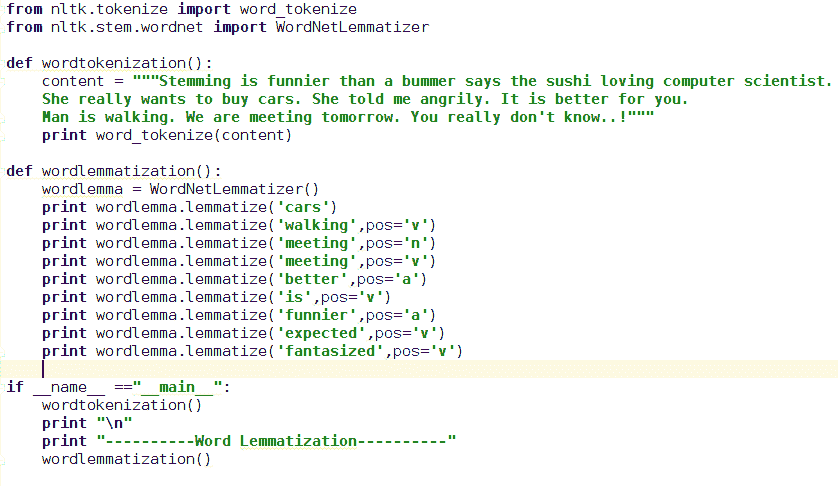 from nltk.tokenize import word_tokenize
from nltk.stem.wordnet import WordNetLemmatizer

def wordtokenization():
    content = """Stemming is funnier than a bummer says the sushi loving computer scientist.
    She really wants to buy cars. She told me angrily. It is better for you.
    Man is walking. We are meeting tomorrow. You really don't know..!"""
    print word_tokenize(content)

def wordlemmatization():
    wordlemma = WordNetLemmatizer()
    print wordlemma.lemmatize('cars')
    print wordlemma.lemmatize('walking',pos='v')
    print wordlemma.lemmatize('meeting',pos='n')
    print wordlemma.lemmatize('meeting',pos='v')
    print wordlemma.lemmatize('better',pos='a')
    print wordlemma.lemmatize('is',pos='v')
    print wordlemma.lemmatize('funnier',pos='a')
    print wordlemma.lemmatize('expected',pos='v')
    print wordlemma.lemmatize('fantasized',pos='v')

if __name__ =="__main__":
    wordtokenization()
    print "\n"
    print "----------Word Lemmatization----------"
    wordlemmatization()